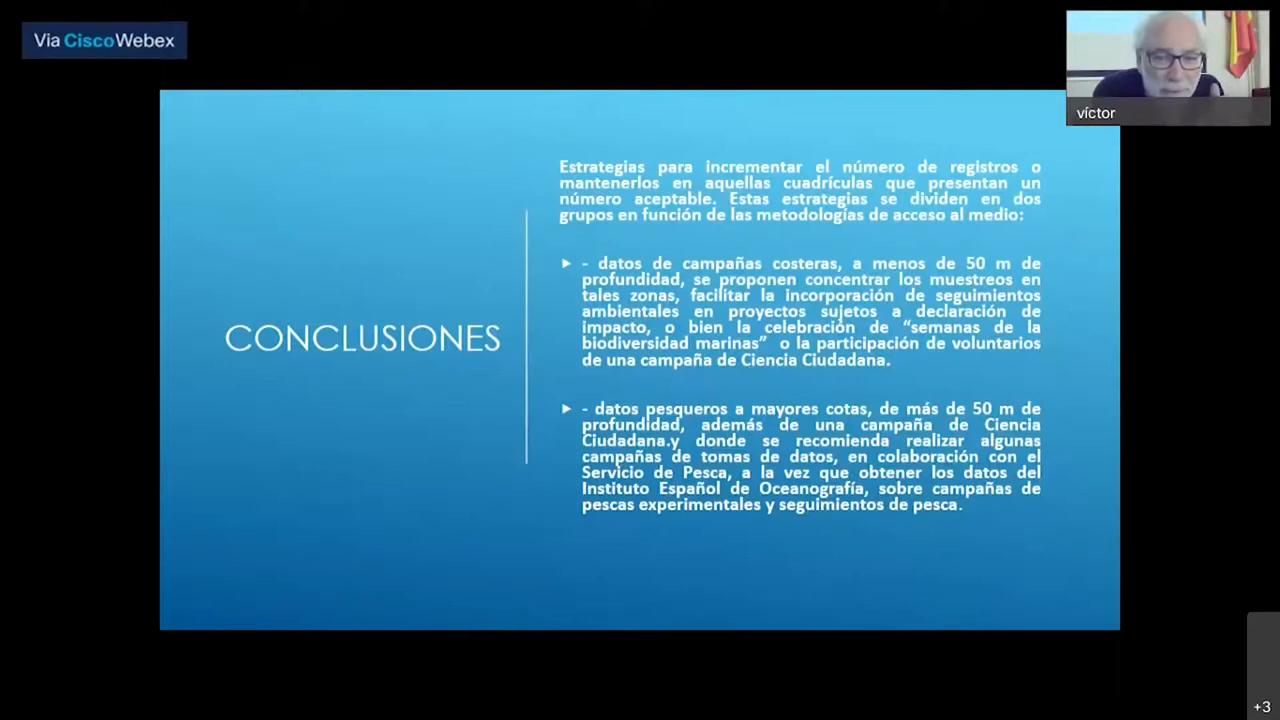 Via CiscoWebex
víctor
Estrategias para incrementar el número de registros o
mantenerlos en aquellas cuadrículas que presentan un
número aceptable. Estas estrategias se dividen en dos
grupos en función de las metodologías de acceso al medio:
- datos de campañas costeras, a menos de 50 m de
profundidad, se proponen concentrar los muestreos en
tales zonas, facilitar la incorporación de seguimientos
ambientales en proyectos sujetos a declaración de
impacto, o bien la celebración de “semanas de la
biodiversidad marinas” o la participación de voluntarios
de una campaña de Ciencia Ciudadana.
CONCLUSIONES
- datos pesqueros a mayores cotas, de más de 50 m de
profundidad, además de una campaña de Ciencia
Ciudadana.y donde se recomienda realizar algunas
campañas de tomas de datos, en colaboración con el
Servicio de Pesca, a la vez que obtener los datos del
Instituto Español de Oceanografía, sobre campañas de
pescas experimentales y seguimientos de pesca.
+3